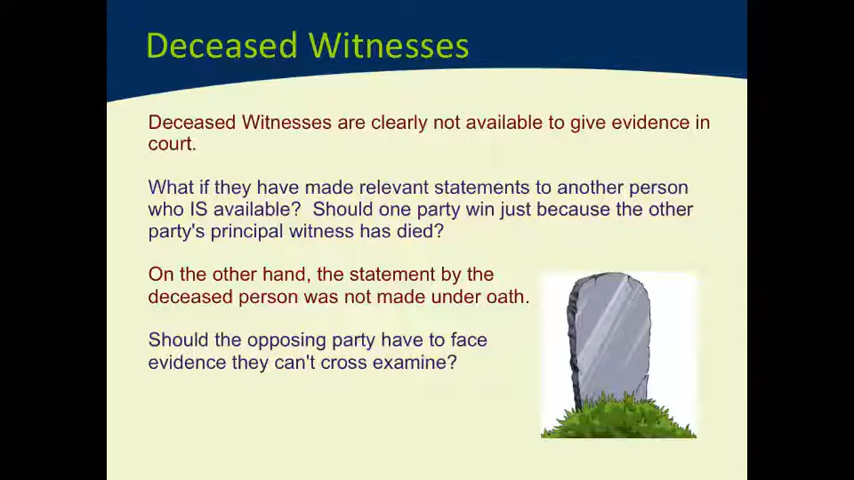 Deceased Witnesses
Deceased Witnesses are clearly not available to give evidence in
court.
What if they have made relevant statements to another person
who IS available?  Should one party win just because the other
party's principal witness has died?
On the other hand, the statement by the
deceased person was not made under oath.
Should the opposing party have to face
evidence they can't cross examine?